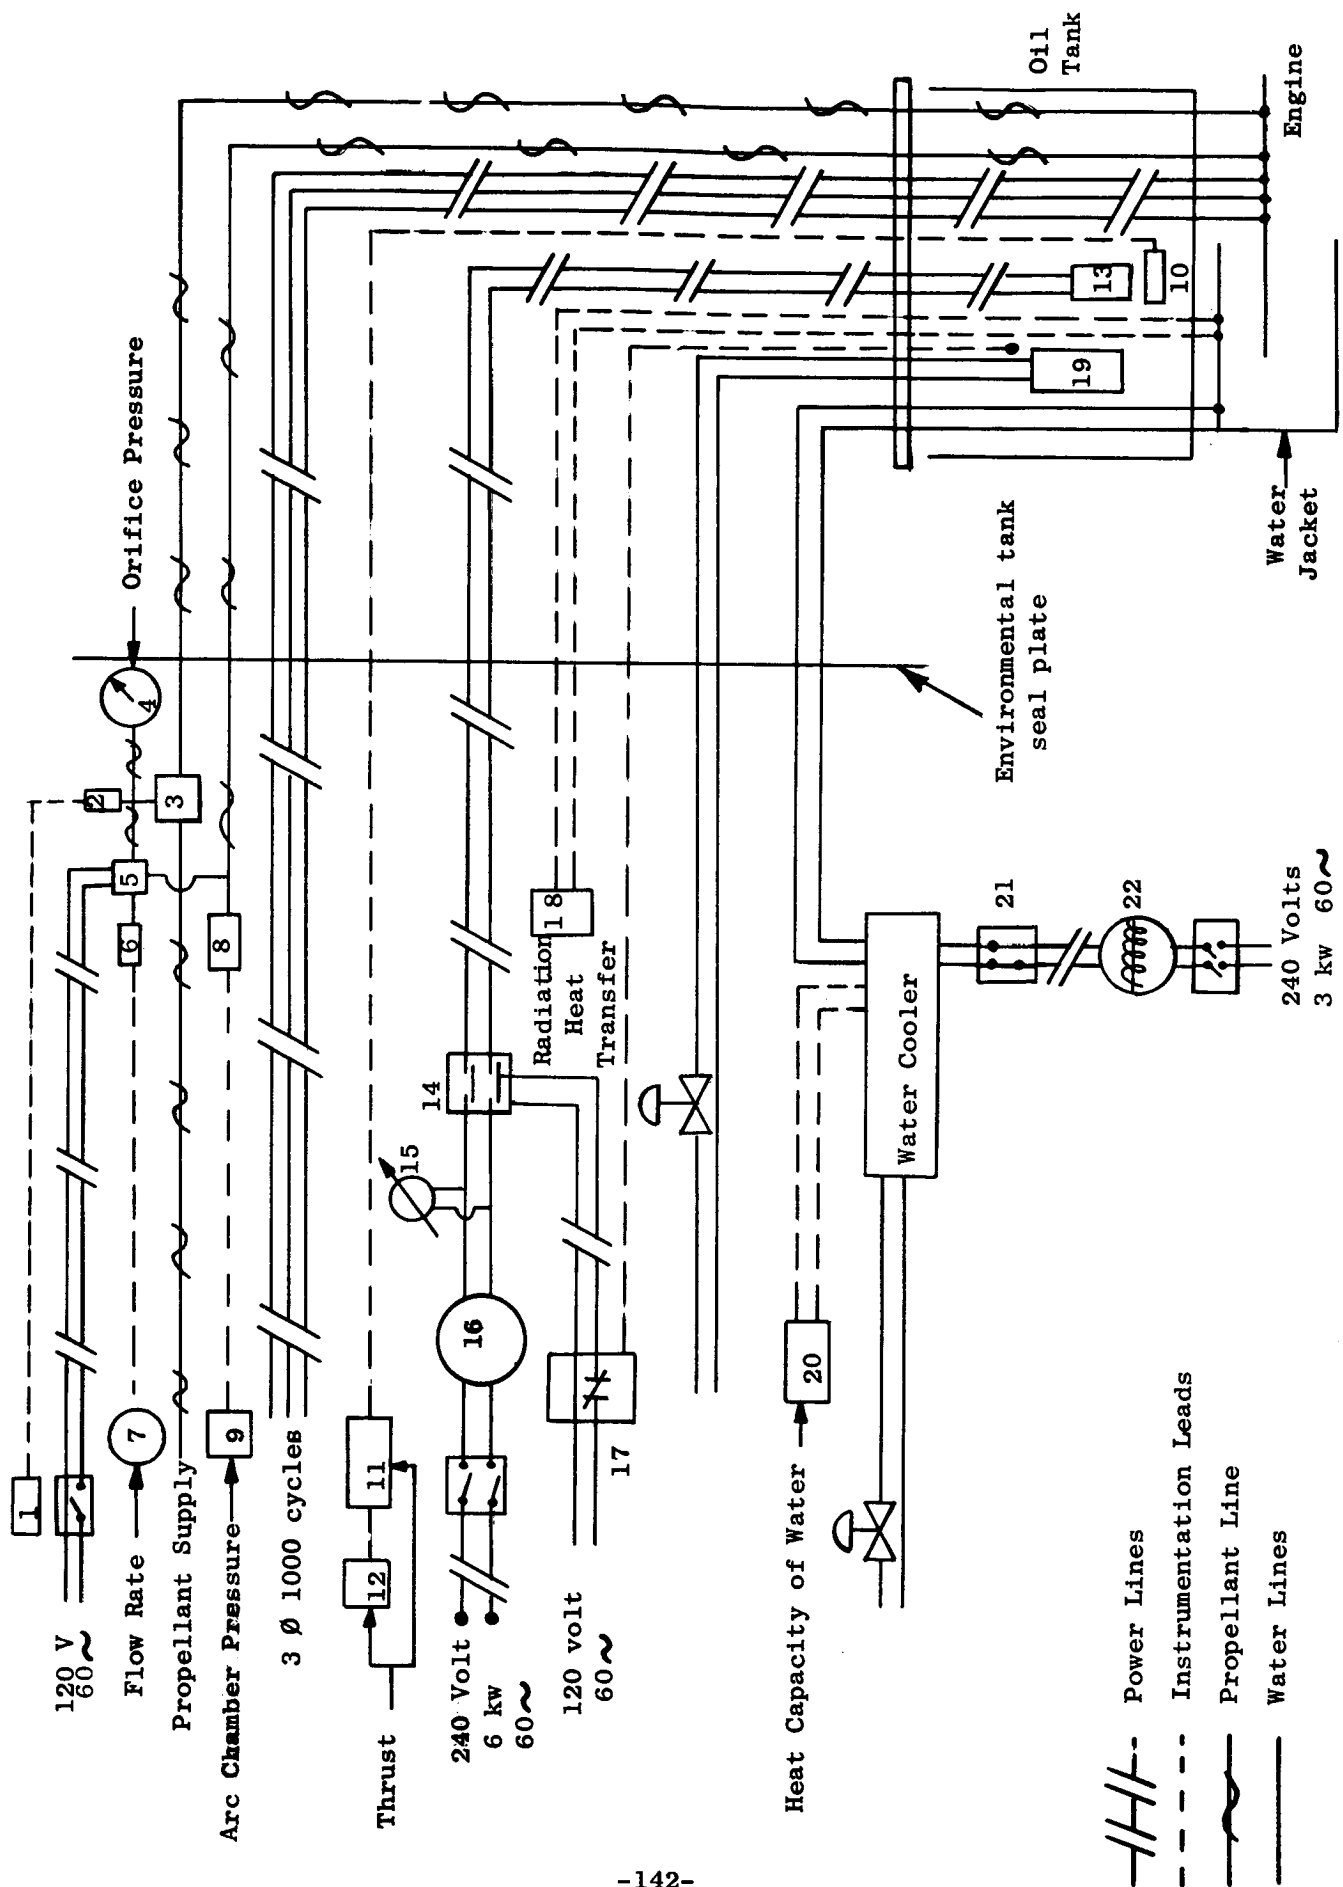 120 V
60~
Flow Rate
Propellant Supply
Arc Chamber Pressure
3 Ø 1000 cycles
Thrust
240 Volt
6 kw
60~
120 volt
60~
Heat Capacity of Water
1
2
3
4
5
6
7
8
9
Orifice Pressure
11
12
14
15
16
17
18
Radiation
Heat
Transfer
20
Water Cooler
21
22
240 Volts
3 kw 60~
Environmental tank
seal plate
13
10
19
Oil
Tank
Engine
Water
Jacket
Power Lines
Instrumentation Leads
Propellant Line
Water Lines
-142-